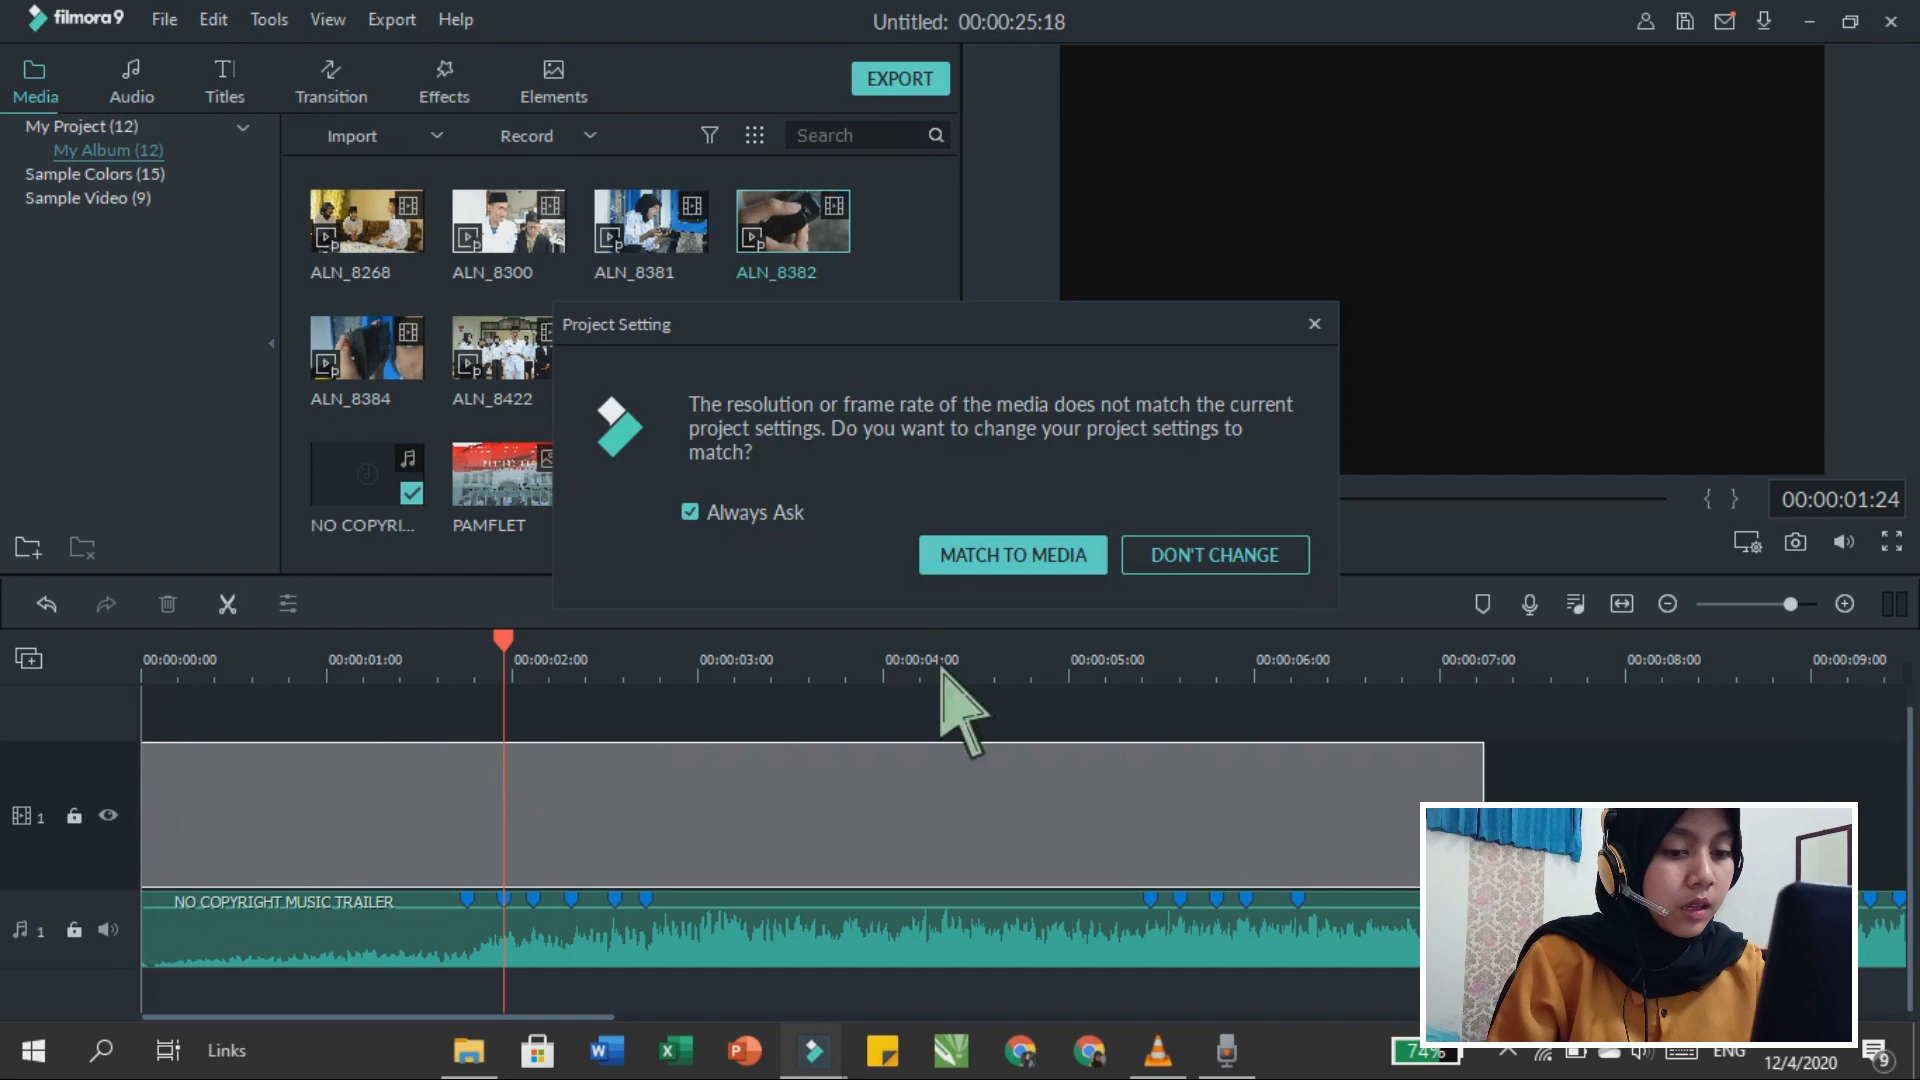 filmora9 File Edit Tools View Export Help
Untitled: 00:00:25:18
Media Audio Titles Transition Effects Elements
EXPORT
My Project (12)
My Album (12)
Sample Colors (15)
Sample Video (9)
Import Record Search
ALN_8268 ALN_8300 ALN_8381 ALN_8382
ALN_8384 ALN_8422
NO COPYRI... PAMFLET
Project Setting
The resolution or frame rate of the media does not match the current
project settings. Do you want to change your project settings to
match?
Always Ask
MATCH TO MEDIA DON'T CHANGE
{ } 00:00:01:24
00:00:00:00 00:00:01:00 00:00:02:00 00:00:03:00 00:00:04:00 00:00:05:00 00:00:06:00 00:00:07:00 00:00:08:00 00:00:09:00
1
NO COPYRIGHT MUSIC TRAILER
1
Links
74%
ENG
12/4/2020
9